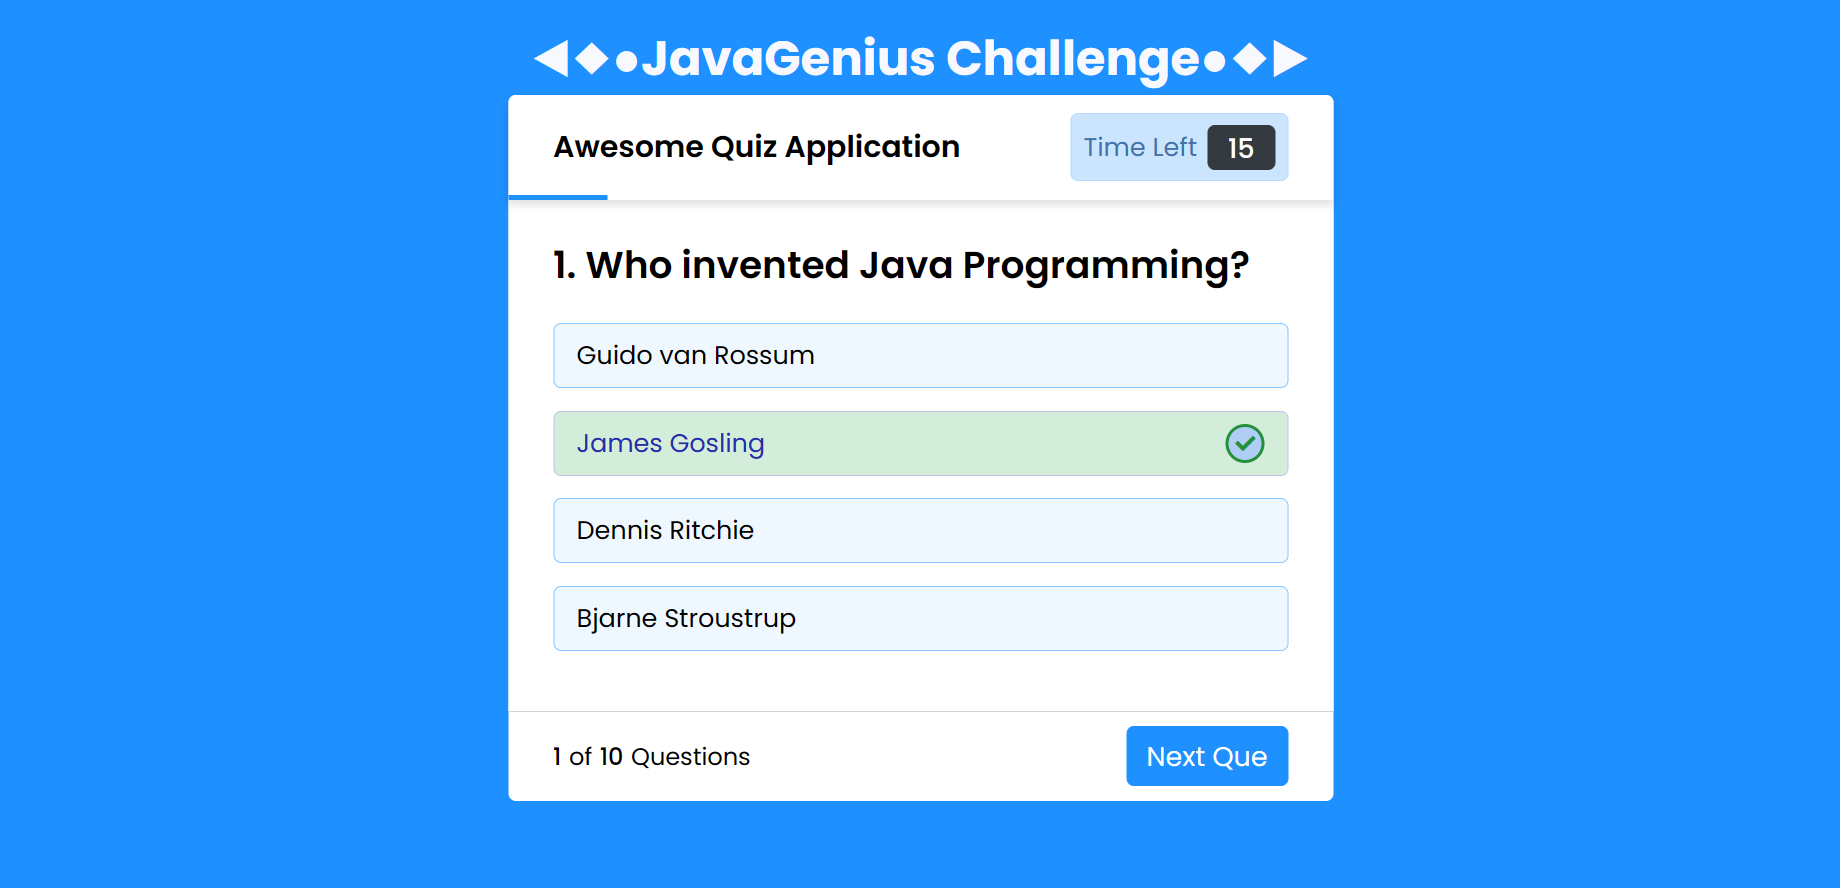 ◀◆●JavaGenius Challenge●◆▶
Awesome Quiz Application
Time Left 15
1. Who invented Java Programming?
Guido van Rossum
James Gosling
Dennis Ritchie
Bjarne Stroustrup
1 of 10 Questions
Next Que